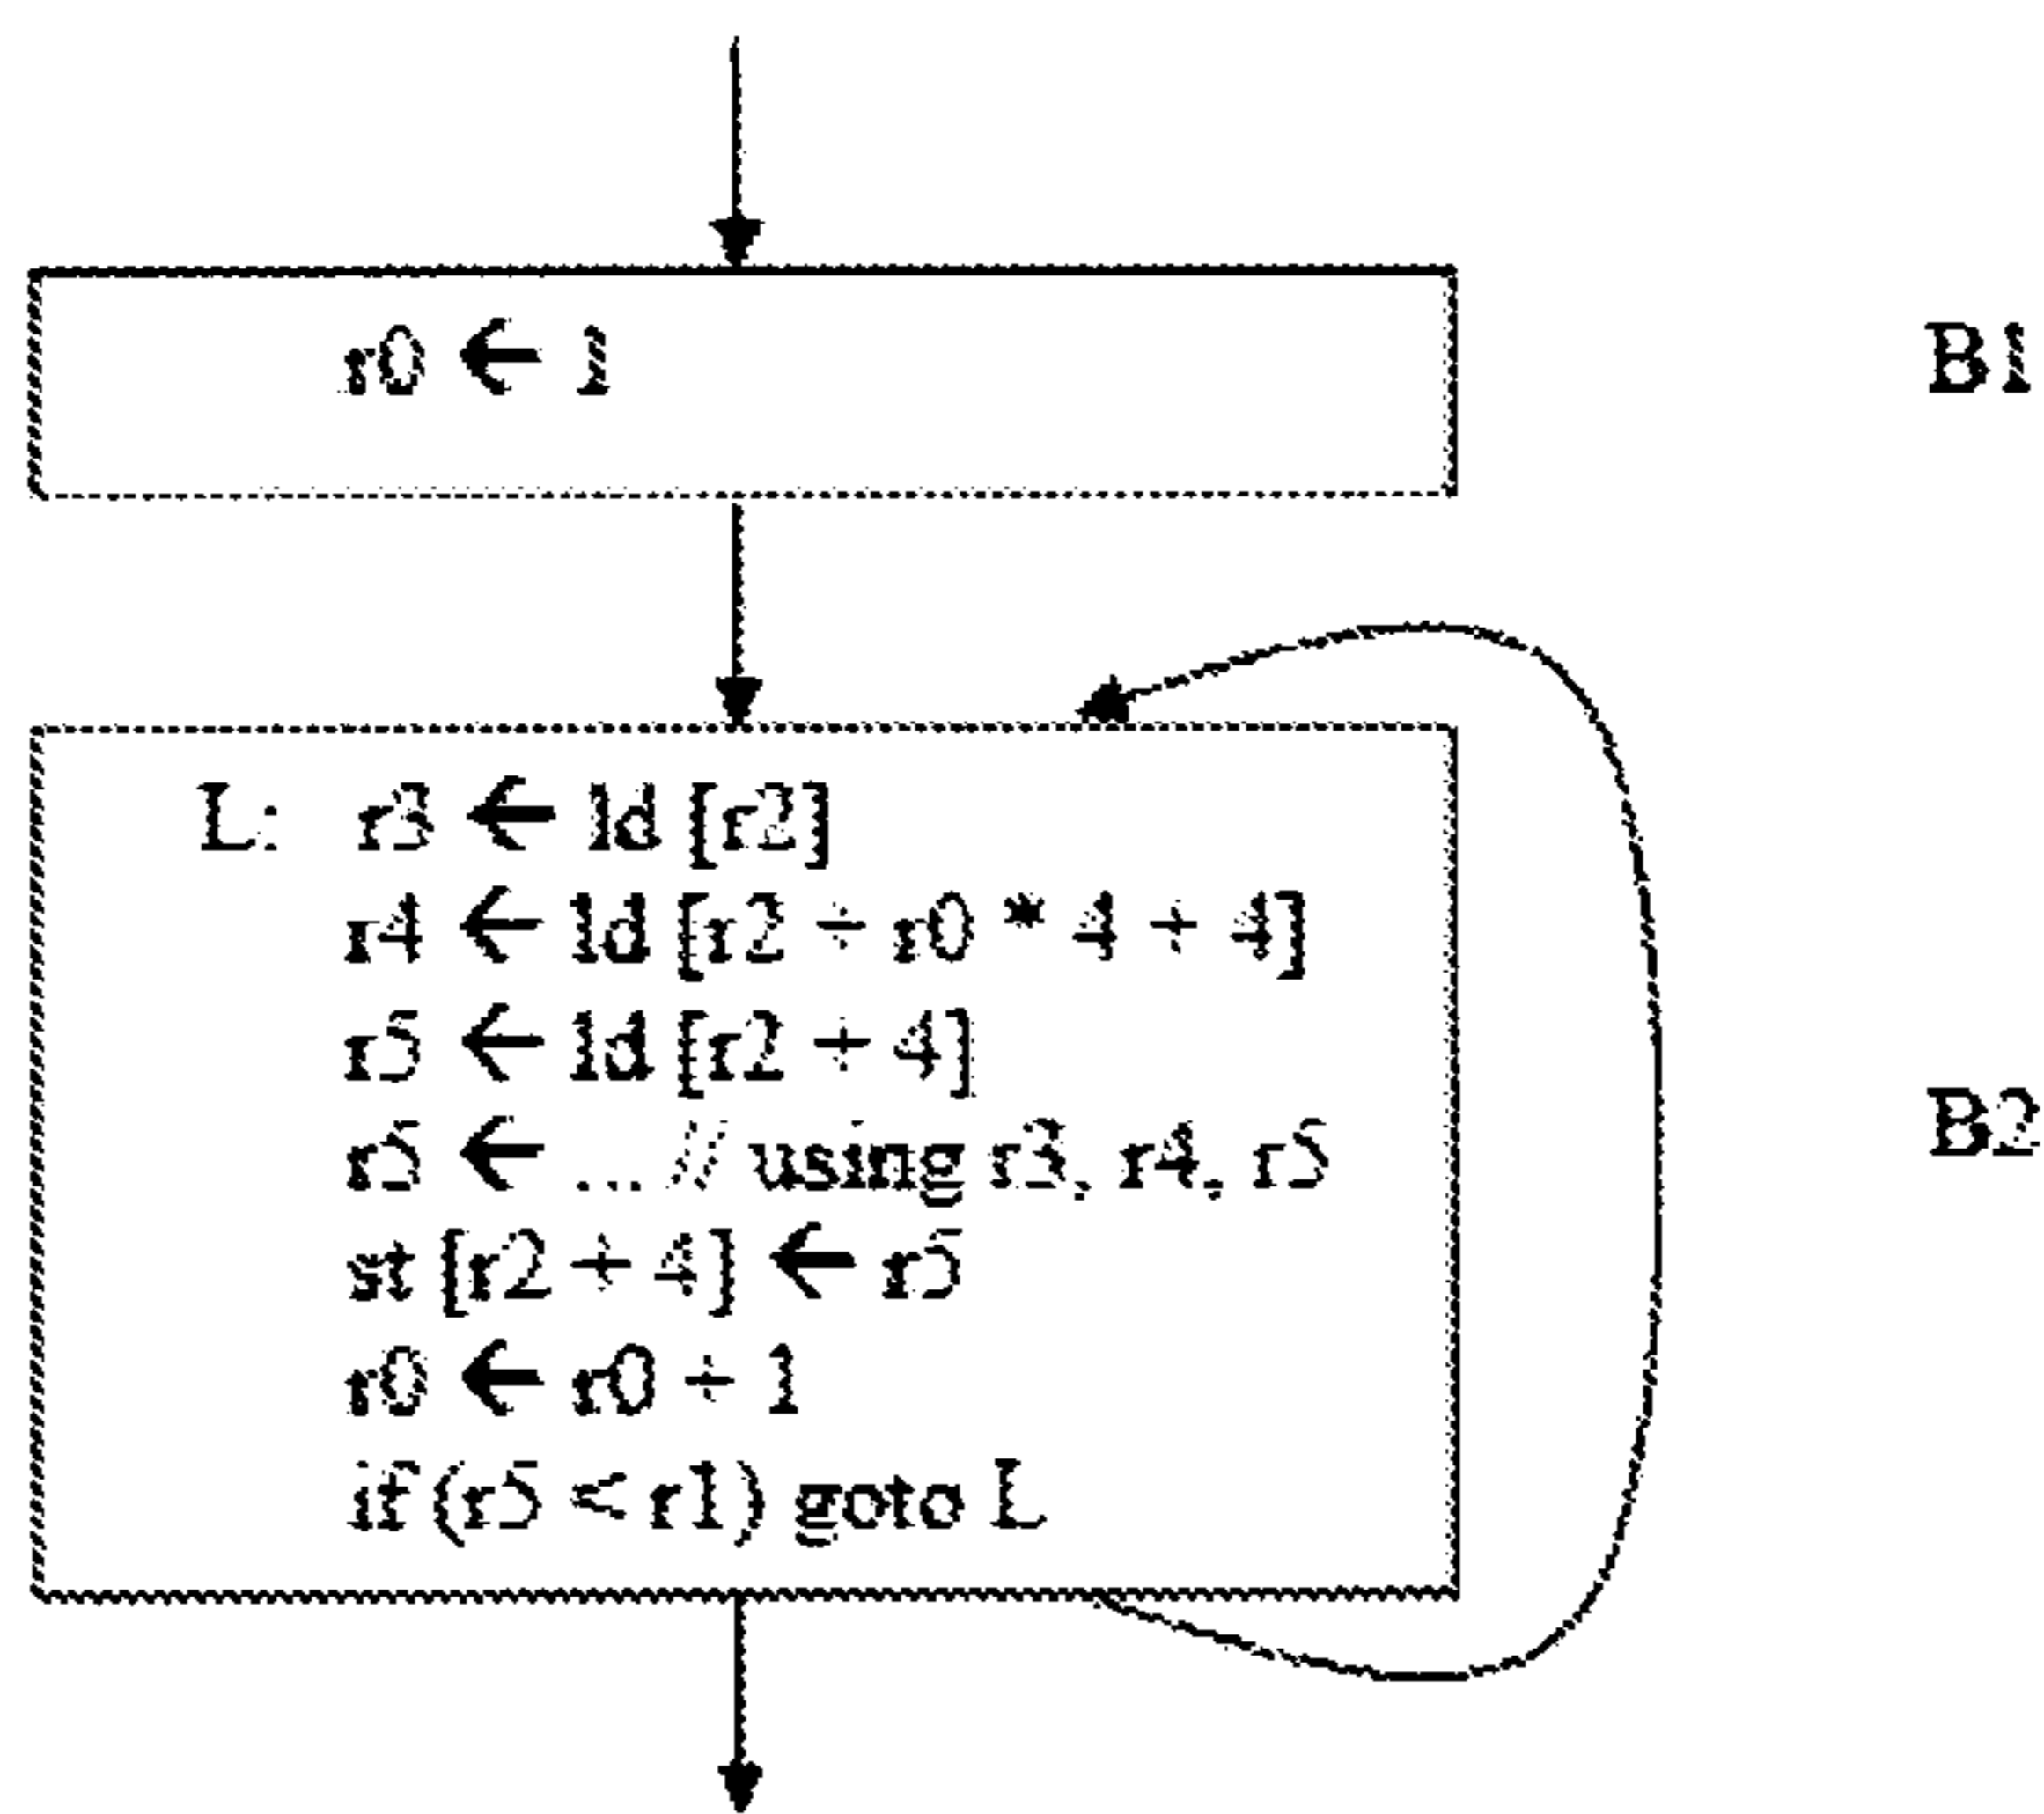 r0 ← 1
B1
L: r3 ← ld [r2]
r4 ← ld [r2 + r0 * 4 + 4]
r5 ← ld [r2 + 4]
r5 ← ... // using r3, r4, r5
st [r2 + 4] ← r5
r0 ← r0 + 1
if (r5 < r1) goto L
B2